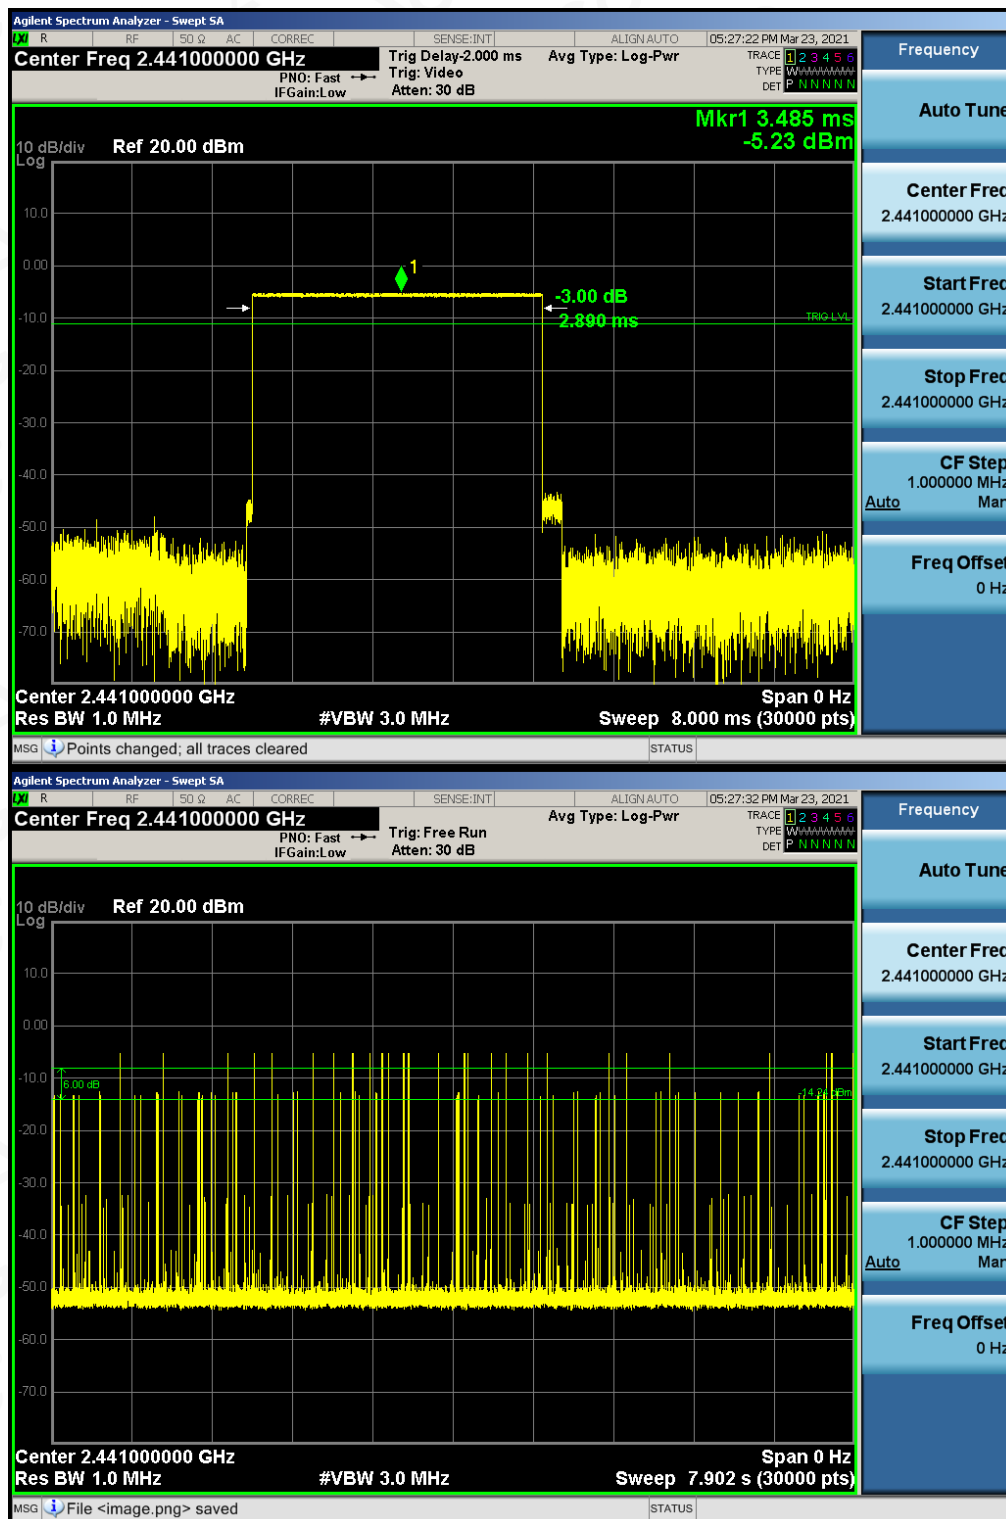 Agilent Spectrum Analyzer - Swept SA
LXI R RF 50 Ω AC CORREC SENSE:INT ALIGN AUTO 05:27:22 PM Mar 23, 2021
Center Freq 2.441000000 GHz
PNO: Fast
IFGain:Low
Trig Delay-2.000 ms
Trig: Video
Atten: 30 dB
Avg Type: Log-Pwr
TRACE 1 2 3 4 5 6
TYPE
DET P N N N N N
Mkr1 3.485 ms
-5.23 dBm
10 dB/div Ref 20.00 dBm
Log
10.0
0.00
1
-3.00 dB
2.890 ms
-10.0
TRIG LVL
-20.0
-30.0
-40.0
-50.0
-60.0
-70.0
Center 2.441000000 GHz Span 0 Hz
Res BW 1.0 MHz #VBW 3.0 MHz Sweep 8.000 ms (30000 pts)
MSG Points changed; all traces cleared STATUS
Frequency
Auto Tune
Center Freq
2.441000000 GHz
Start Freq
2.441000000 GHz
Stop Freq
2.441000000 GHz
CF Step
1.000000 MHz
Auto Man
Freq Offset
0 Hz
Agilent Spectrum Analyzer - Swept SA
LXI R RF 50 Ω AC CORREC SENSE:INT ALIGN AUTO 05:27:32 PM Mar 23, 2021
Center Freq 2.441000000 GHz
PNO: Fast
IFGain:Low
Trig: Free Run
Atten: 30 dB
Avg Type: Log-Pwr
TRACE 1 2 3 4 5 6
TYPE
DET P N N N N N
10 dB/div Ref 20.00 dBm
Log
10.0
0.00
-10.0
6.00 dB
-14.24 dBm
-20.0
-30.0
-40.0
-50.0
-60.0
-70.0
Center 2.441000000 GHz Span 0 Hz
Res BW 1.0 MHz #VBW 3.0 MHz Sweep 7.902 s (30000 pts)
MSG File <image.png> saved STATUS
Frequency
Auto Tune
Center Freq
2.441000000 GHz
Start Freq
2.441000000 GHz
Stop Freq
2.441000000 GHz
CF Step
1.000000 MHz
Auto Man
Freq Offset
0 Hz